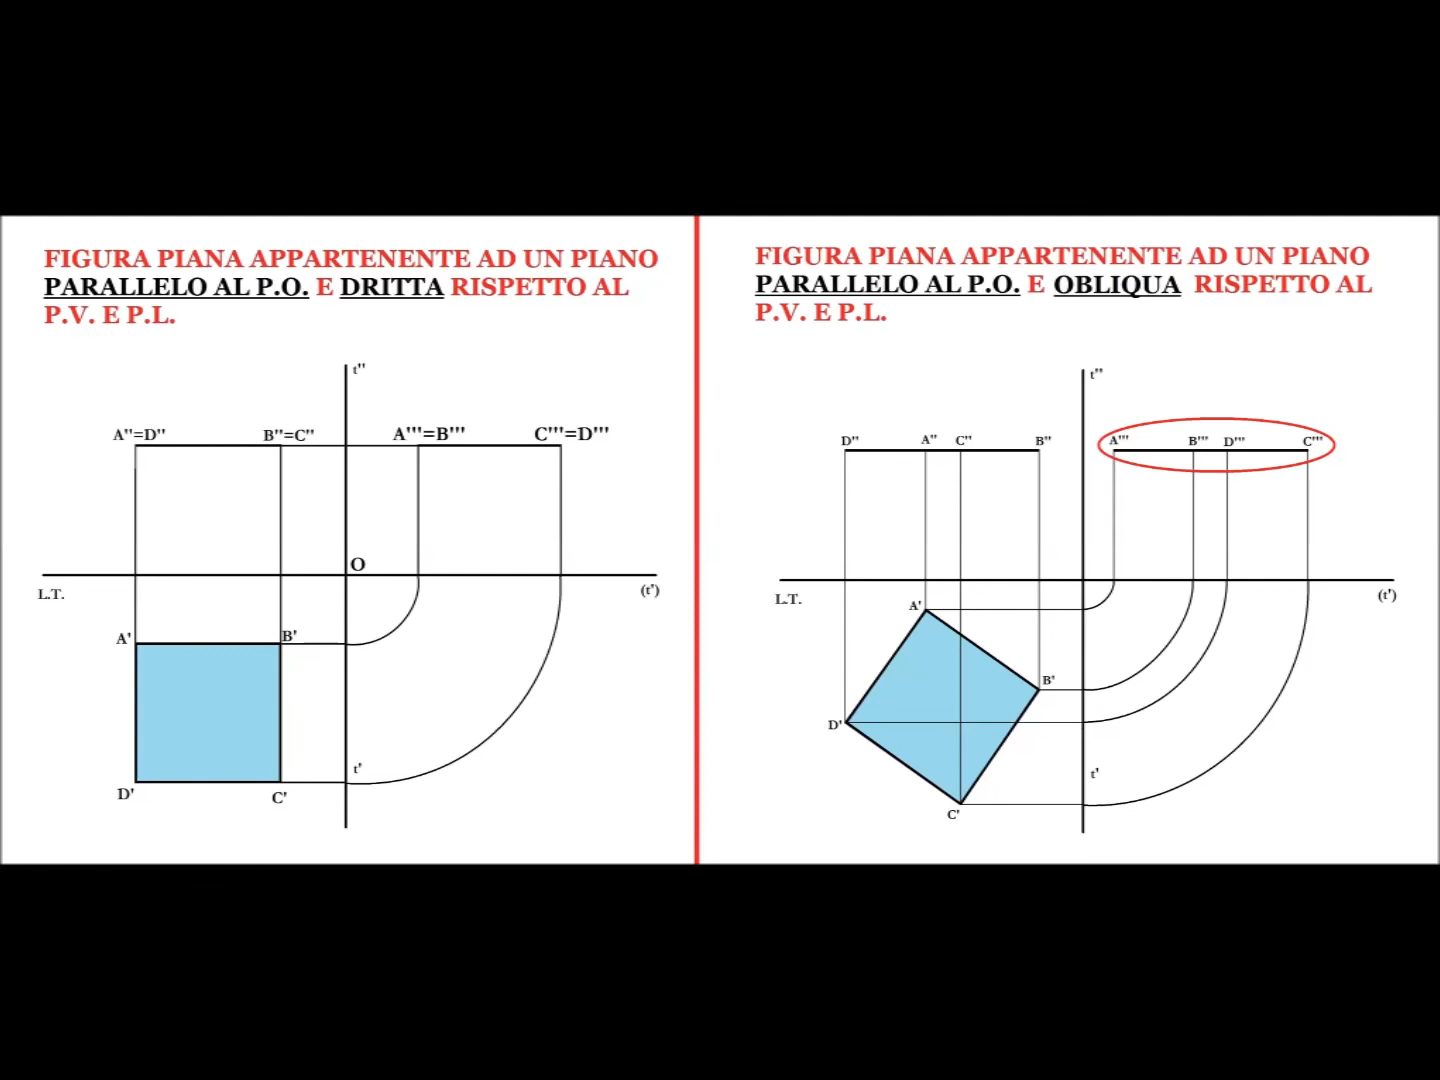 FIGURA PIANA APPARTENENTE AD UN PIANO
PARALLELO AL P.O. E DRITTA RISPETTO AL
P.V. E P.L.
t"
A"=D" B"=C" A'''=B''' C'''=D'''
O
L.T. (t')
A' B'
t'
D' C'
FIGURA PIANA APPARTENENTE AD UN PIANO
PARALLELO AL P.O. E OBLIQUA RISPETTO AL
P.V. E P.L.
t"
D" A" C" B" A''' B''' D''' C'''
L.T. (t')
A'
B'
D'
t'
C'